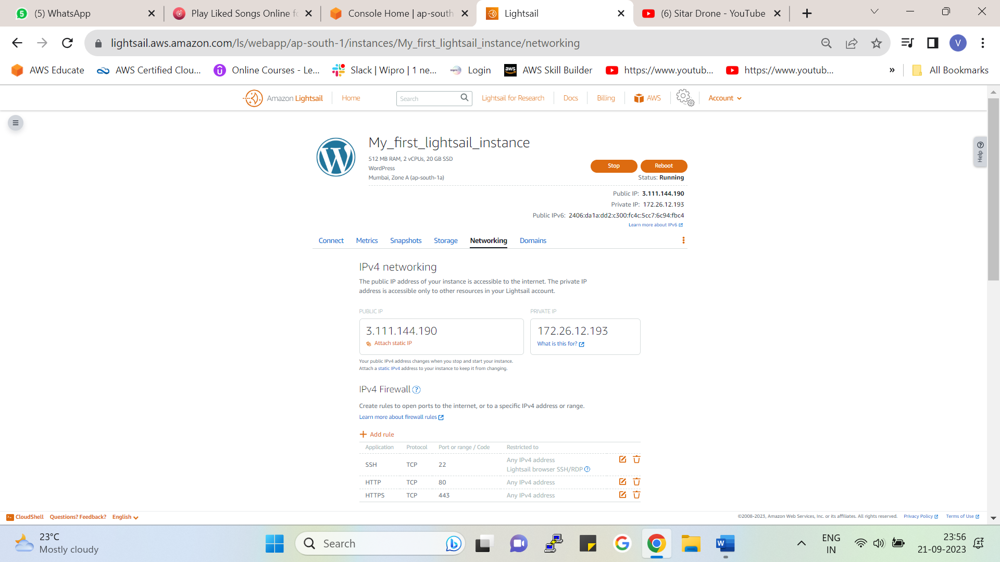 (5) WhatsApp
Play Liked Songs Online fo
Console Home | ap-south
Lightsail
(6) Sitar Drone - YouTube
lightsail.aws.amazon.com/ls/webapp/ap-south-1/instances/My_first_lightsail_instance/networking
V
AWS Educate
AWS Certified Clou...
Online Courses - Le...
Slack | Wipro | 1 ne...
Login
AWS Skill Builder
https://www.youtub...
https://www.youtub...
»
All Bookmarks
Amazon Lightsail
Home
Search
Lightsail for Research
Docs
Billing
AWS
Account
Help
My_first_lightsail_instance
512 MB RAM, 2 vCPUs, 20 GB SSD
WordPress
Mumbai, Zone A (ap-south-1a)
Stop
Reboot
Status: Running
Public IP: 3.111.144.190
Private IP: 172.26.12.193
Public IPv6: 2406:da1a:dd2:c300:fc4c:5cc7:6c94:fbc4
Learn more about IPv6
Connect
Metrics
Snapshots
Storage
Networking
Domains
IPv4 networking
The public IP address of your instance is accessible to the internet. The private IP
address is accessible only to other resources in your Lightsail account.
PUBLIC IP
PRIVATE IP
3.111.144.190
Attach static IP
172.26.12.193
What is this for?
Your public IPv4 address changes when you stop and start your instance.
Attach a static IPv4 address to your instance to keep it from changing.
IPv4 Firewall ?
Create rules to open ports to the internet, or to a specific IPv4 address or range.
Learn more about firewall rules
+ Add rule
Application Protocol Port or range / Code Restricted to
SSH TCP 22 Any IPv4 address
Lightsail browser SSH/RDP ?
HTTP TCP 80 Any IPv4 address
HTTPS TCP 443 Any IPv4 address
CloudShell
Questions? Feedback?
English
©2008-2023, Amazon Web Services, Inc. or its affiliates. All rights reserved.
Privacy Policy
Terms of Use
23°C
Mostly cloudy
Search
ENG
IN
23:56
21-09-2023